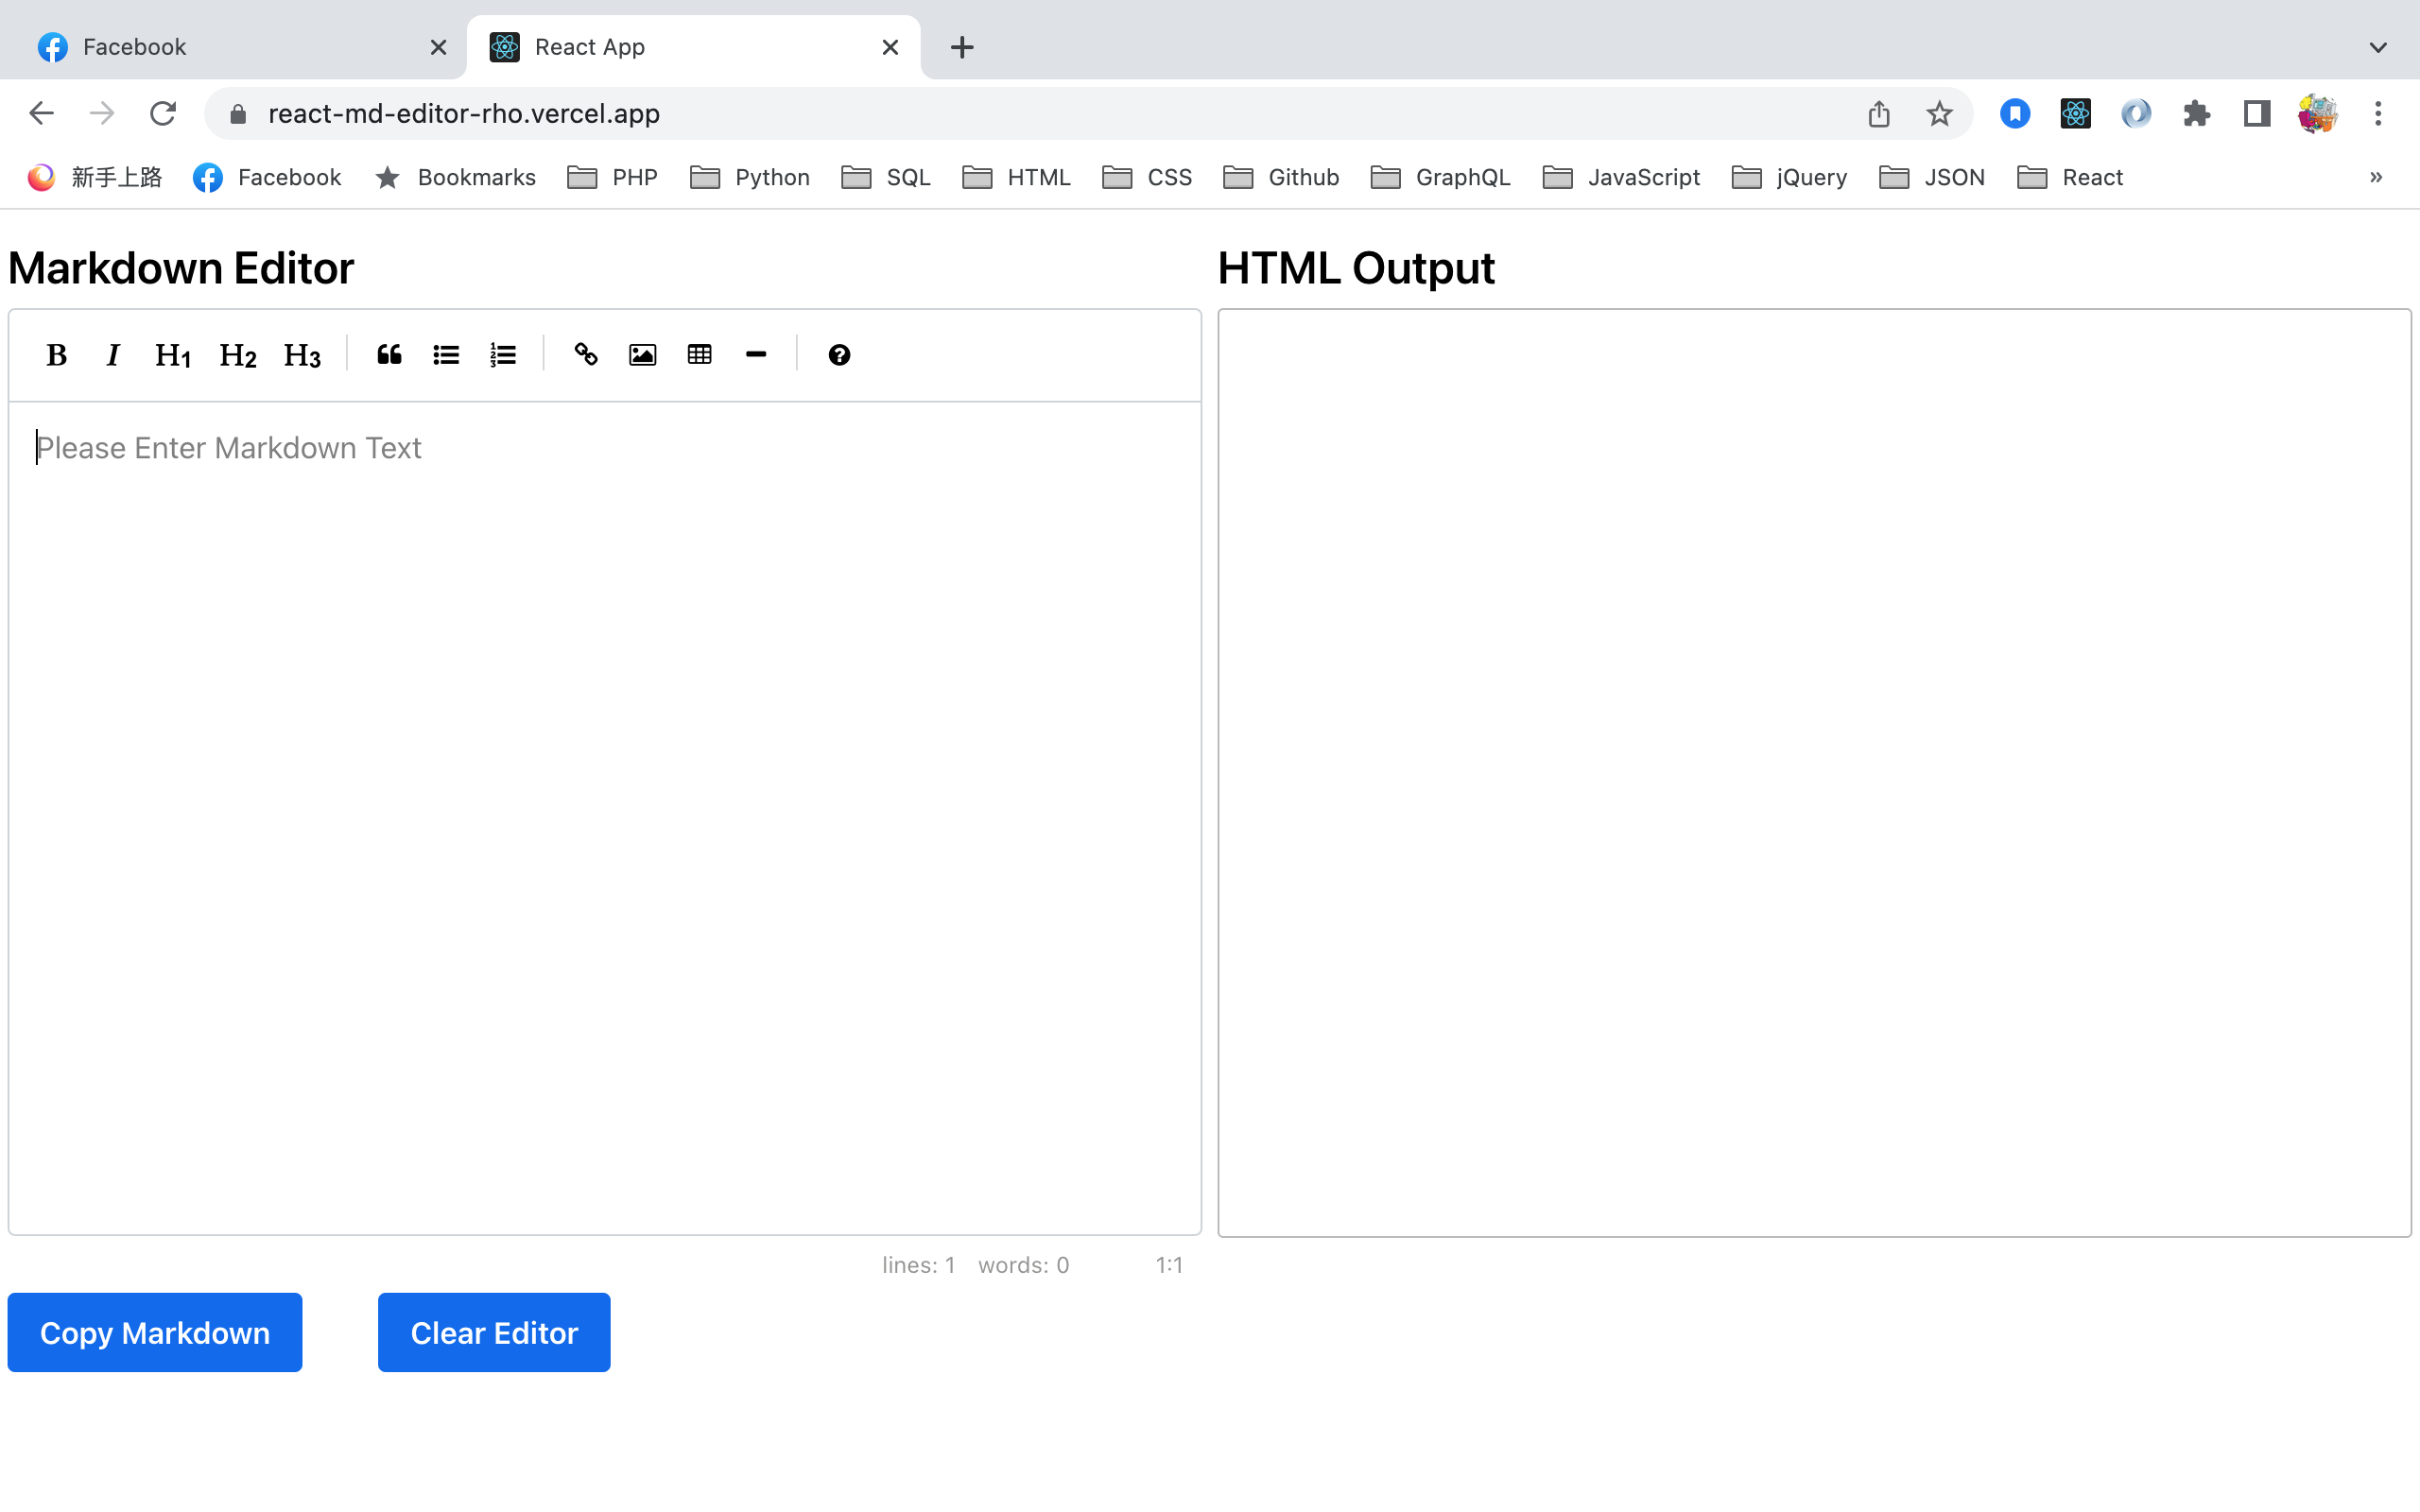 Facebook
React App
react-md-editor-rho.vercel.app
新手上路 Facebook Bookmarks PHP Python SQL HTML CSS Github GraphQL JavaScript jQuery JSON React »
Markdown Editor
HTML Output
B I H1 H2 H3
Please Enter Markdown Text
lines: 1 words: 0 1:1
Copy Markdown Clear Editor